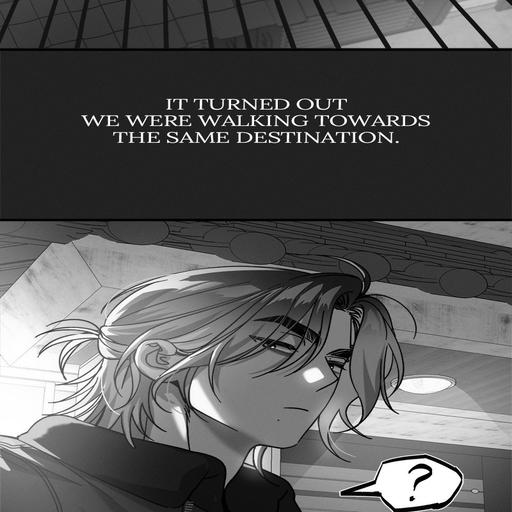 IT TURNED OUT
WE WERE WALKING TOWARDS
THE SAME DESTINATION.
?